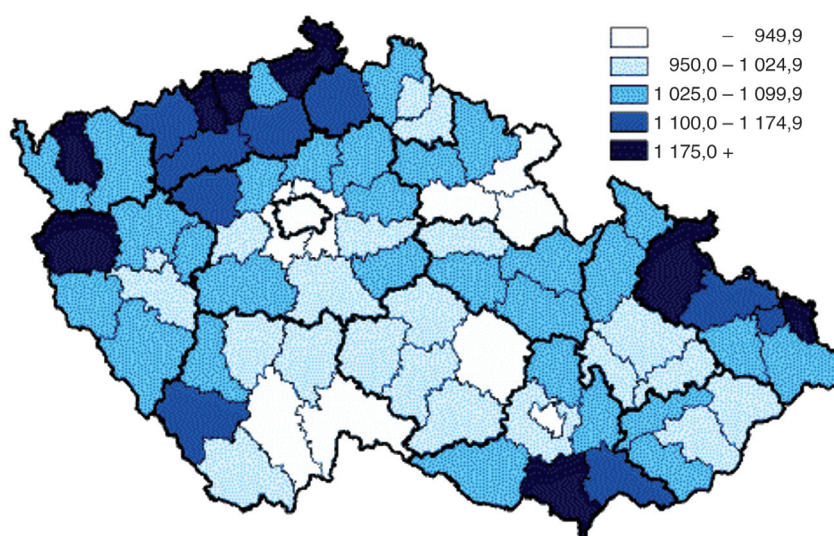 – 949,9
950,0 – 1 024,9
1 025,0 – 1 099,9
1 100,0 – 1 174,9
1 175,0 +